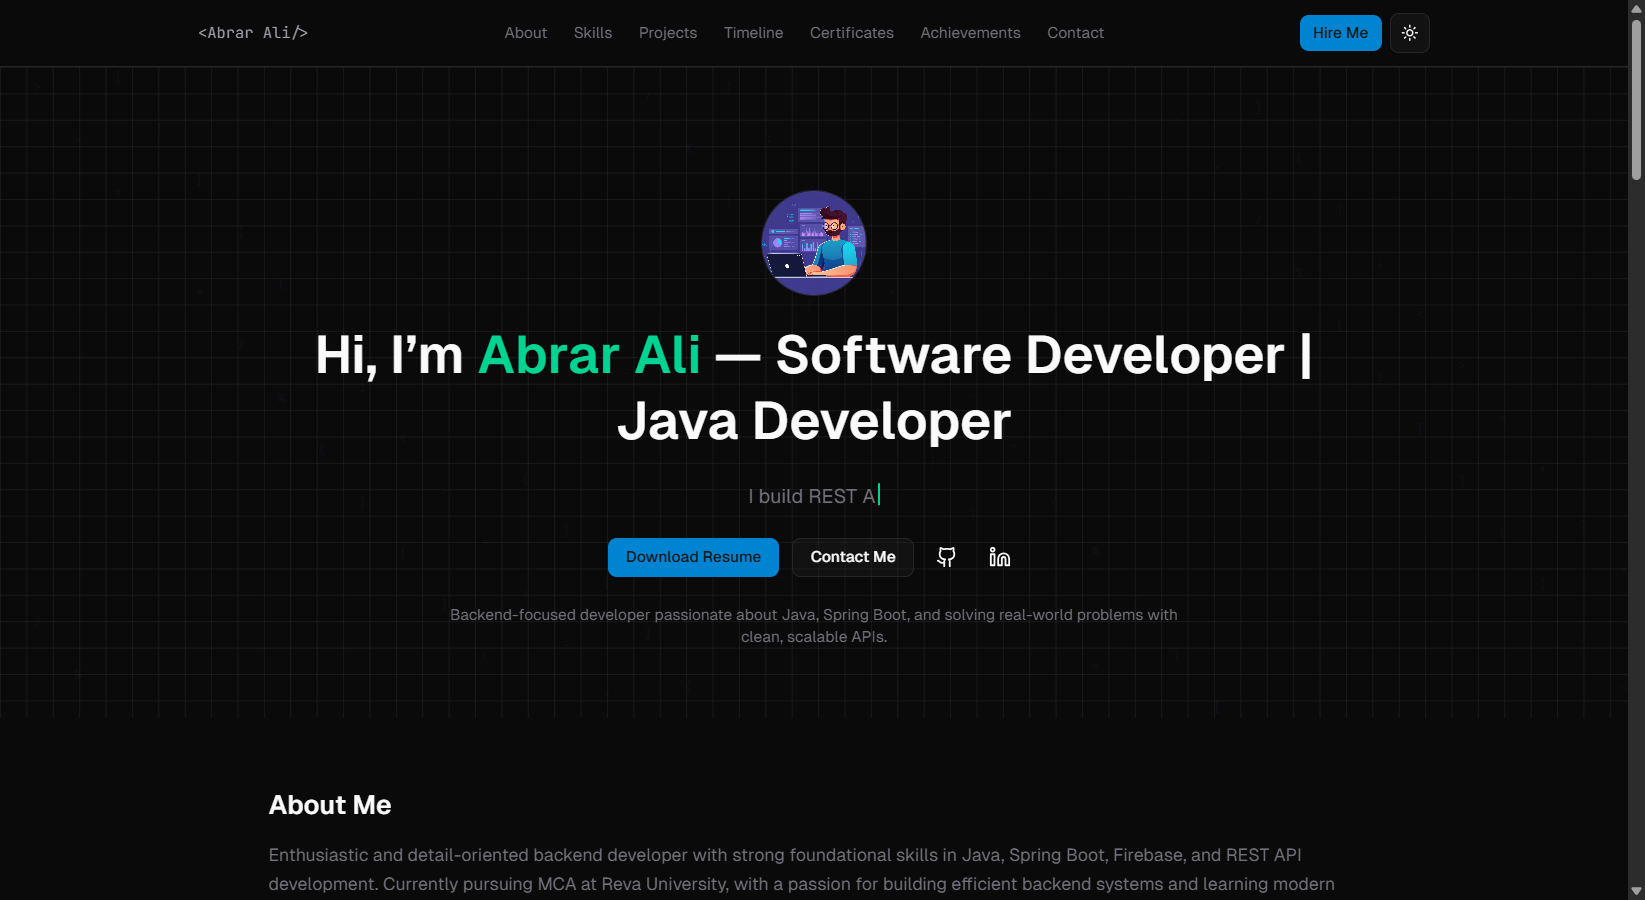 <Abrar Ali/>
About Skills Projects Timeline Certificates Achievements Contact
Hire Me
Hi, I’m Abrar Ali — Software Developer |
Java Developer
I build REST A
Download Resume
Contact Me
Backend-focused developer passionate about Java, Spring Boot, and solving real-world problems with
clean, scalable APIs.
About Me
Enthusiastic and detail-oriented backend developer with strong foundational skills in Java, Spring Boot, Firebase, and REST API
development. Currently pursuing MCA at Reva University, with a passion for building efficient backend systems and learning modern